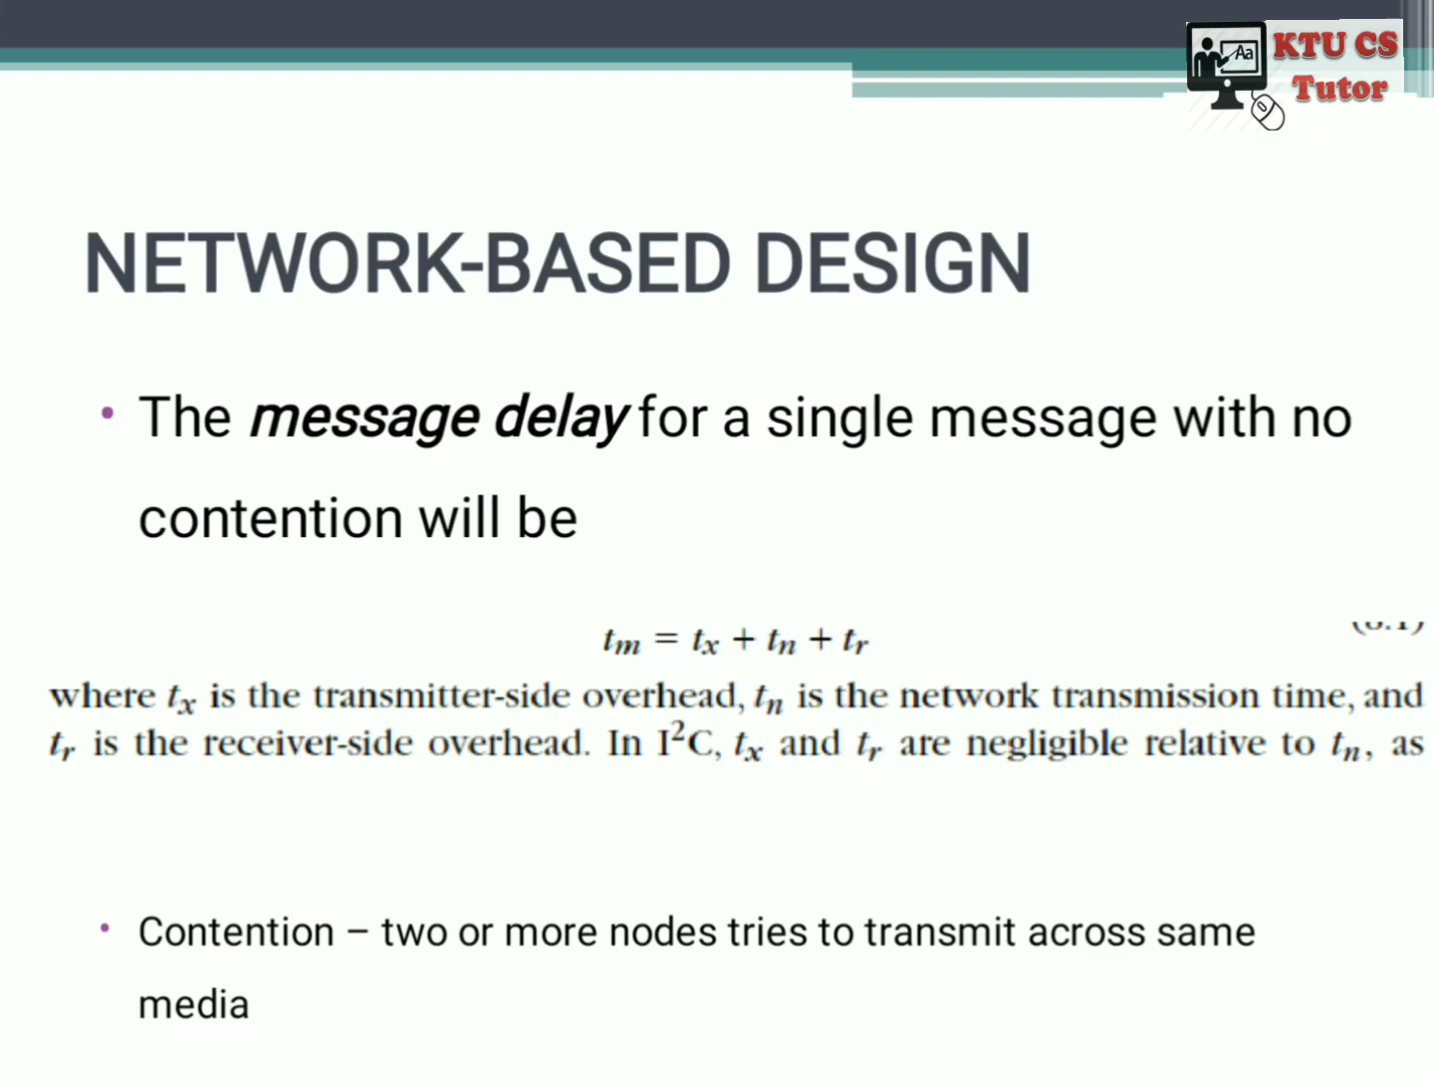 Aa
KTU CS
Tutor
NETWORK-BASED DESIGN
• The message delay for a single message with no
contention will be
tm = tx + tn + tr
where tx is the transmitter-side overhead, tn is the network transmission time, and
tr is the receiver-side overhead. In I²C, tx and tr are negligible relative to tn, as
• Contention – two or more nodes tries to transmit across same
media